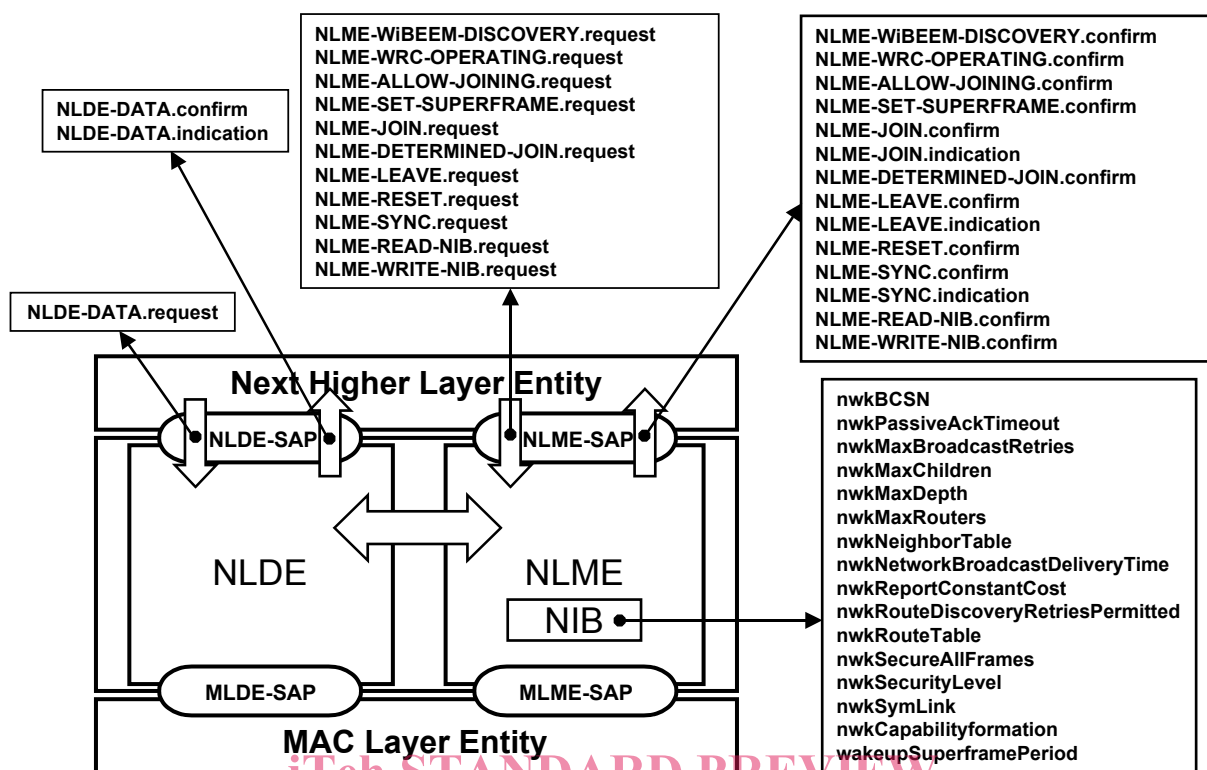 NLME-WiBEEM-DISCOVERY.request
NLME-WRC-OPERATING.request
NLME-ALLOW-JOINING.request
NLME-SET-SUPERFRAME.request
NLME-JOIN.request
NLME-DETERMINED-JOIN.request
NLME-LEAVE.request
NLME-RESET.request
NLME-SYNC.request
NLME-READ-NIB.request
NLME-WRITE-NIB.request
NLME-WiBEEM-DISCOVERY.confirm
NLME-WRC-OPERATING.confirm
NLME-ALLOW-JOINING.confirm
NLME-SET-SUPERFRAME.confirm
NLME-JOIN.confirm
NLME-JOIN.indication
NLME-DETERMINED-JOIN.confirm
NLME-LEAVE.confirm
NLME-LEAVE.indication
NLME-RESET.confirm
NLME-SYNC.confirm
NLME-SYNC.indication
NLME-READ-NIB.confirm
NLME-WRITE-NIB.confirm
NLDE-DATA.confirm
NLDE-DATA.indication
NLDE-DATA.request
Next Higher Layer Entity
NLDE-SAP
NLME-SAP
NLDE
NLME
NIB
MLDE-SAP
MLME-SAP
MAC Layer Entity
nwkBCSN
nwkPassiveAckTimeout
nwkMaxBroadcastRetries
nwkMaxChildren
nwkMaxDepth
nwkMaxRouters
nwkNeighborTable
nwkNetworkBroadcastDeliveryTime
nwkReportConstantCost
nwkRouteDiscoveryRetriesPermitted
nwkRouteTable
nwkSecureAllFrames
nwkSecurityLevel
nwkSymLink
nwkCapabilityformation
wakeupSuperframePeriod
iTeh STANDARD PREVIEW